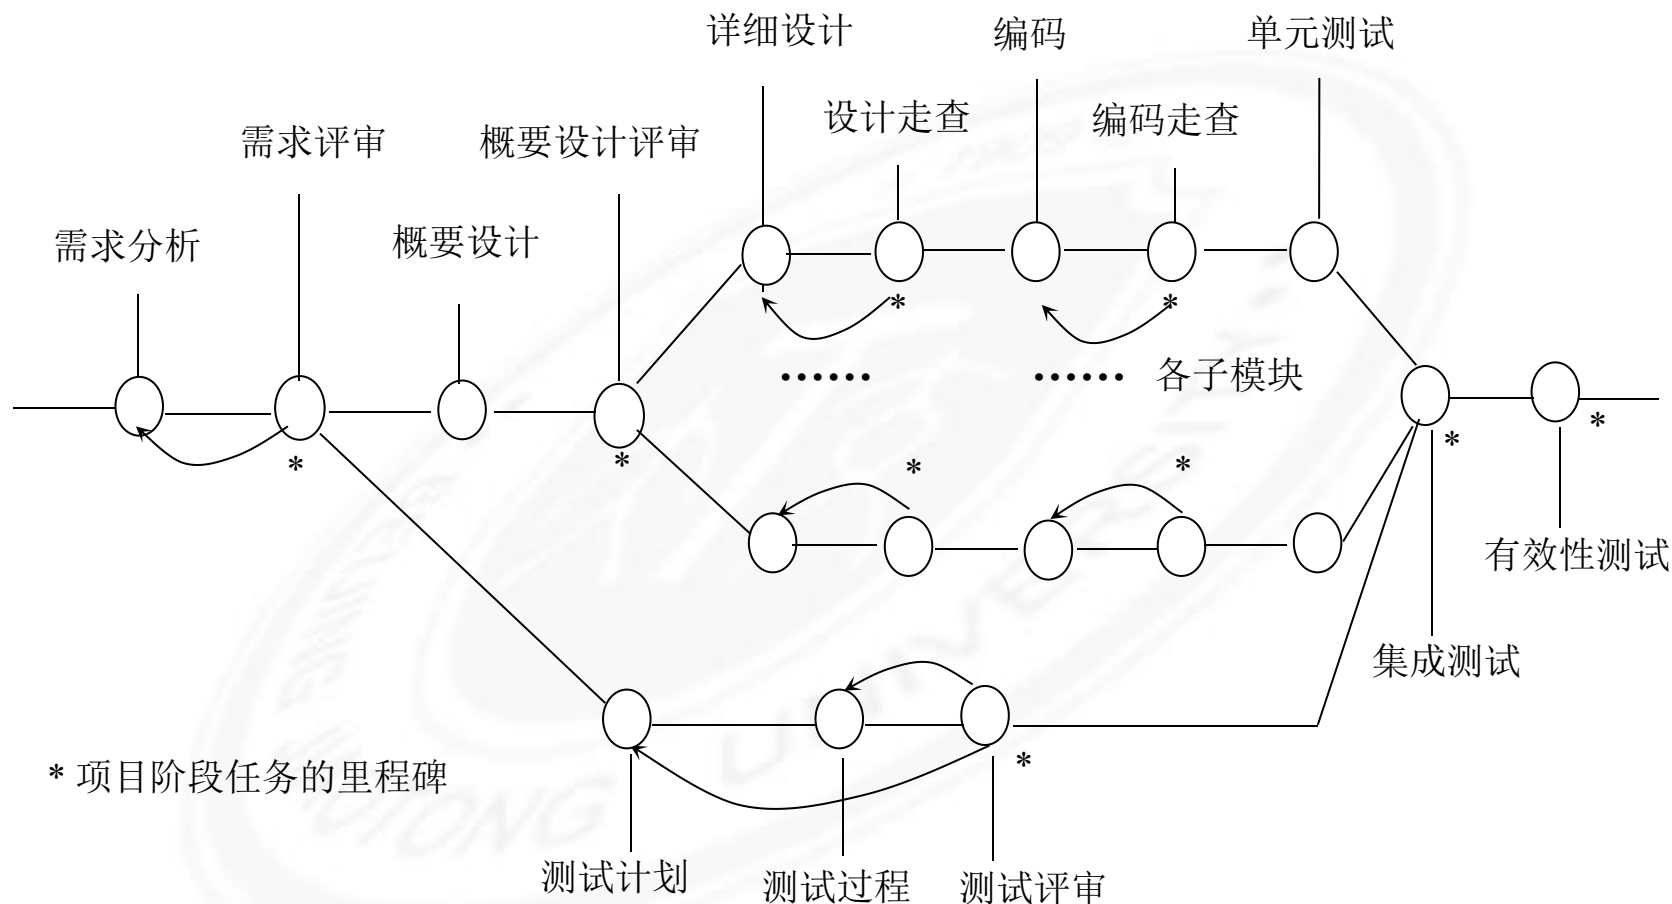 详细设计
编码
单元测试
设计走查
编码走查
需求评审
概要设计评审
需求分析
概要设计
*
*
•••••• •••••• 各子模块
*
*
*
*
*
*
*
有效性测试
集成测试
*
* 项目阶段任务的里程碑
测试计划
测试过程
测试评审